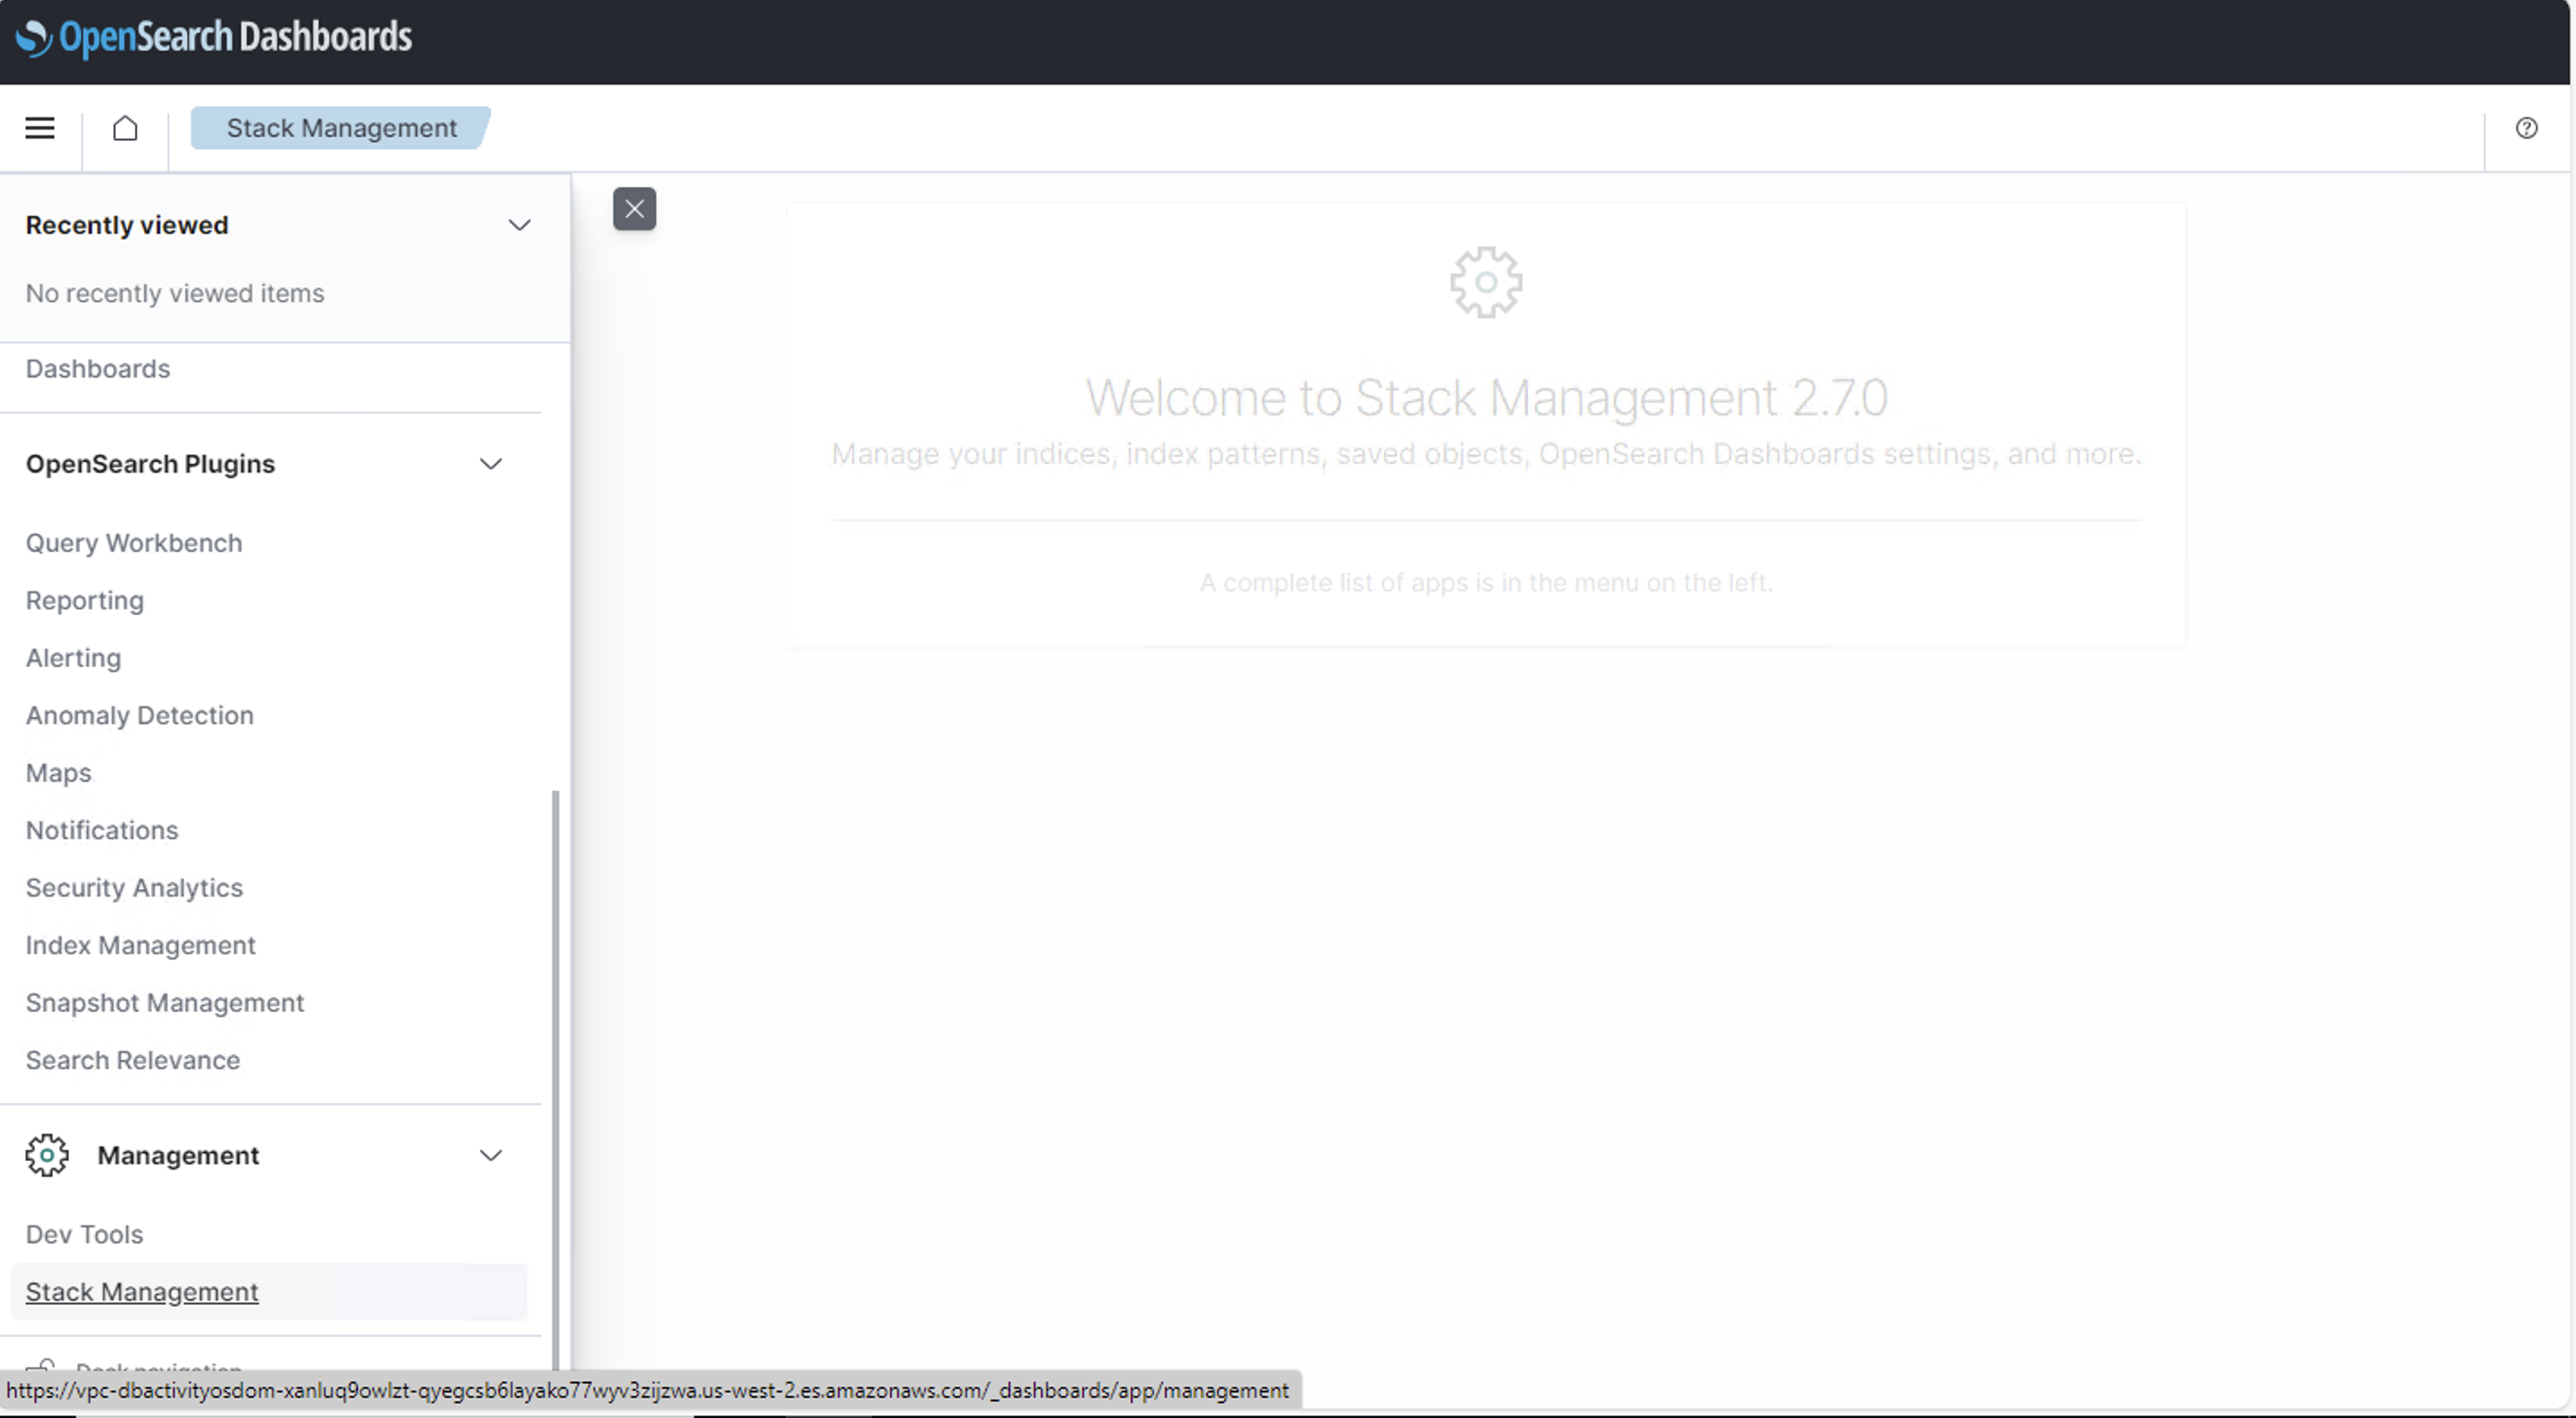 OpenSearch Dashboards
Stack Management
Recently viewed
No recently viewed items
Dashboards
OpenSearch Plugins
Query Workbench
Reporting
Alerting
Anomaly Detection
Maps
Notifications
Security Analytics
Index Management
Snapshot Management
Search Relevance
Management
Dev Tools
Stack Management
Dock navigation
https://vpc-dbactivityosdom-xanluq9owlzt-qyegcsb6layako77wyv3zijzwa.us-west-2.es.amazonaws.com/_dashboards/app/management
Welcome to Stack Management 2.7.0
Manage your indices, index patterns, saved objects, OpenSearch Dashboards settings, and more.
A complete list of apps is in the menu on the left.